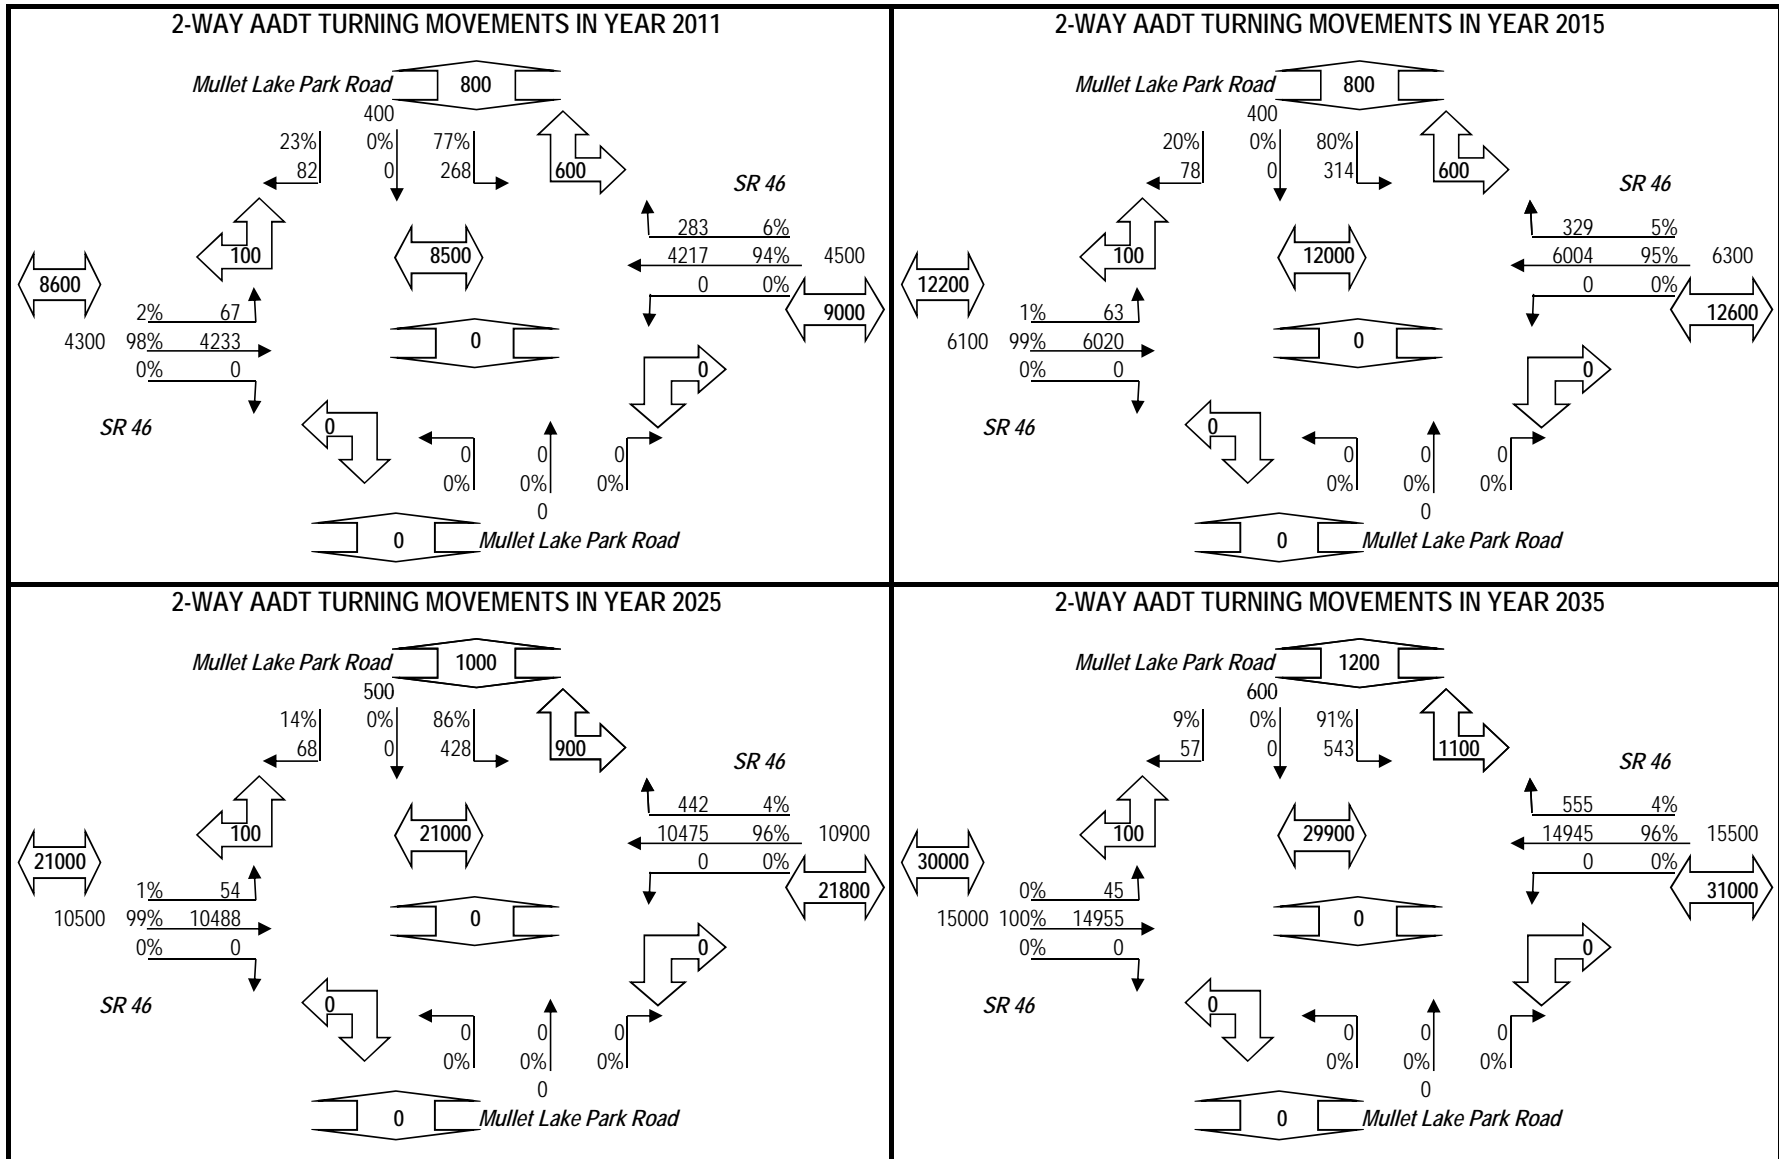 2-WAY AADT TURNING MOVEMENTS IN YEAR 2011
Mullet Lake Park Road 800
400
23% 0% 77%
82 0 268 600
SR 46
283 6%
100 8500 4217 94% 4500
8600 0 0%
2% 67 9000
4300 98% 4233 0
0% 0 0
SR 46 0
0 0 0
0% 0% 0%
0
0 Mullet Lake Park Road
2-WAY AADT TURNING MOVEMENTS IN YEAR 2015
Mullet Lake Park Road 800
400
20% 0% 80%
78 0 314 600
SR 46
329 5%
100 12000 6004 95% 6300
12200 0 0%
1% 63 12600
6100 99% 6020 0
0% 0 0
SR 46 0
0 0 0
0% 0% 0%
0
0 Mullet Lake Park Road
2-WAY AADT TURNING MOVEMENTS IN YEAR 2025
Mullet Lake Park Road 1000
500
14% 0% 86%
68 0 428 900
SR 46
442 4%
100 21000 10475 96% 10900
21000 0 0%
1% 54 21800
10500 99% 10488 0
0% 0 0
SR 46 0
0 0 0
0% 0% 0%
0
0 Mullet Lake Park Road
2-WAY AADT TURNING MOVEMENTS IN YEAR 2035
Mullet Lake Park Road 1200
600
9% 0% 91%
57 0 543 1100
SR 46
555 4%
100 29900 14945 96% 15500
30000 0 0%
0% 45 31000
15000 100% 14955 0
0% 0 0
SR 46 0
0 0 0
0% 0% 0%
0
0 Mullet Lake Park Road